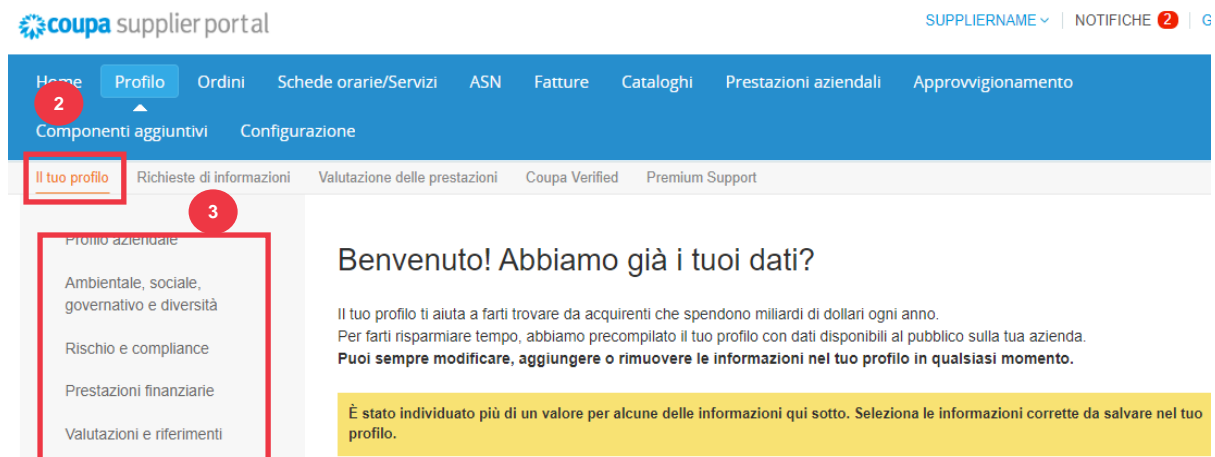 coupa supplier portal
SUPPLIERNAME NOTIFICHE 2 G
Home Profilo Ordini Schede orarie/Servizi ASN Fatture Cataloghi Prestazioni aziendali Approvvigionamento
2
Componenti aggiuntivi Configurazione
Il tuo profilo Richieste di informazioni Valutazione delle prestazioni Coupa Verified Premium Support
3
Profilo aziendale
Ambientale, sociale,
governativo e diversità
Rischio e compliance
Prestazioni finanziarie
Valutazioni e riferimenti
Benvenuto! Abbiamo già i tuoi dati?
Il tuo profilo ti aiuta a farti trovare da acquirenti che spendono miliardi di dollari ogni anno.
Per farti risparmiare tempo, abbiamo precompilato il tuo profilo con dati disponibili al pubblico sulla tua azienda.
Puoi sempre modificare, aggiungere o rimuovere le informazioni nel tuo profilo in qualsiasi momento.
È stato individuato più di un valore per alcune delle informazioni qui sotto. Seleziona le informazioni corrette da salvare nel tuo
profilo.